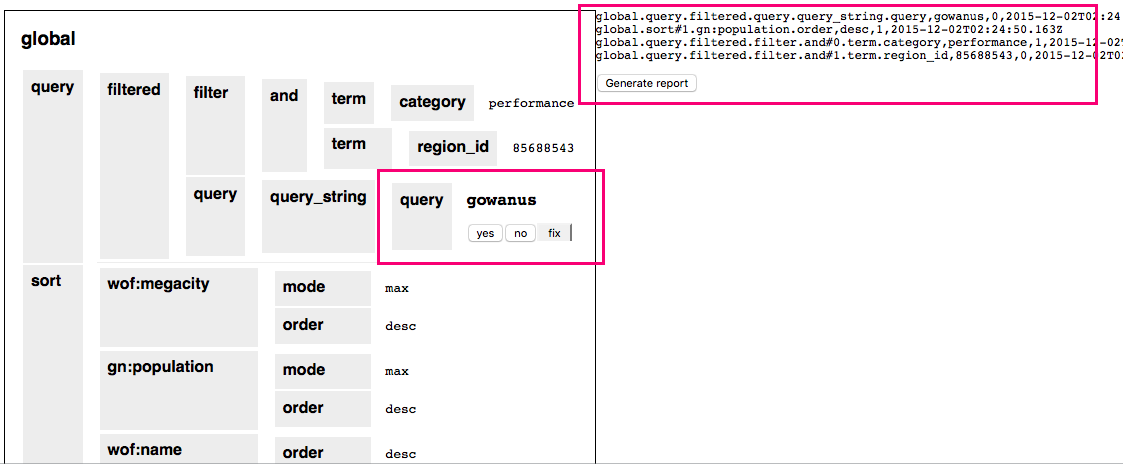 global
query filtered filter and term category performance
term region_id 85688543
query query_string query gowanus
yes no fix
sort wof:megacity mode max
order desc
gn:population mode max
order desc
wof:name order desc
global.query.filtered.query.query_string.query,gowanus,0,2015-12-02T02:24
global.sort#1.gn:population.order,desc,1,2015-12-02T02:24:50.163Z
global.query.filtered.filter.and#0.term.category,performance,1,2015-12-02T
global.query.filtered.filter.and#1.term.region_id,85688543,0,2015-12-02T02
Generate report